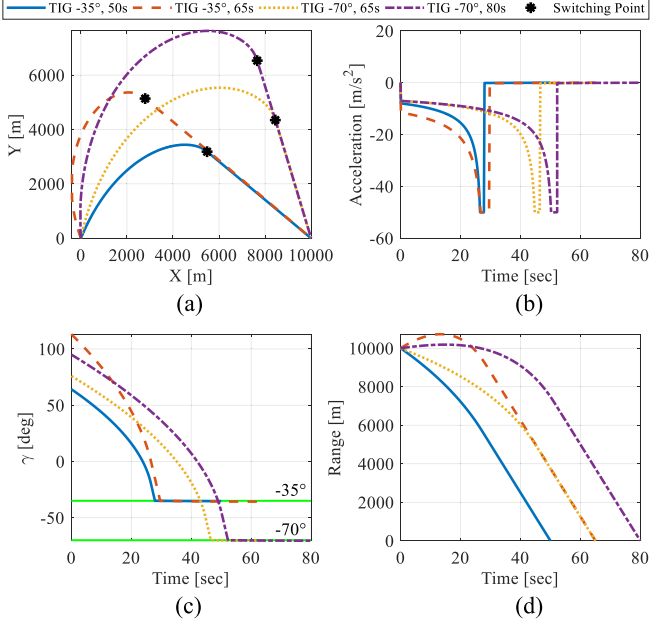 TIG -35°, 50s TIG -35°, 65s TIG -70°, 65s TIG -70°, 80s Switching Point
6000
4000
2000
0
Y [m]
0 2000 4000 6000 8000 10000
X [m]
(a)
0
-20
-40
-60
Acceleration [m/s²]
0 20 40 60 80
Time [sec]
(b)
100
50
0
-50
γ [deg]
-35°
-70°
0 20 40 60 80
Time [sec]
(c)
10000
8000
6000
4000
2000
0
Range [m]
0 20 40 60 80
Time [sec]
(d)